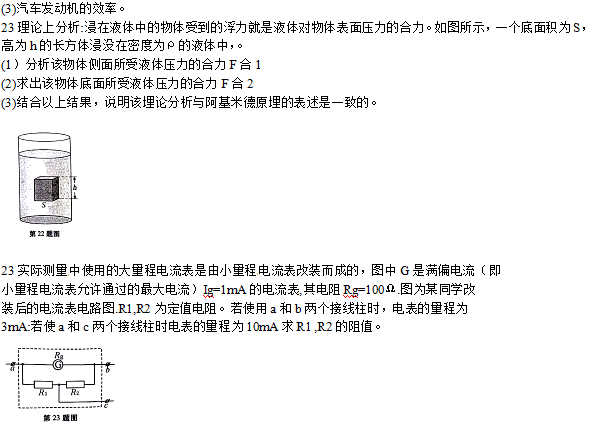 (3)汽车发动机的效率。
23 理论上分析:浸在液体中的物体受到的浮力就是液体对物体表面压力的合力。如图所示，一个底面积为 S，
高为 h 的长方体浸没在密度为 ρ 的液体中，。
(1）分析该物体侧面所受液体压力的合力 F 合 1
(2)求出该物体底面所受液体压力的合力 F 合 2
(3)结合以上结果，说明该理论分析与阿基米德原理的表述是一致的。
h
S
第 22 题图
23 实际测量中使用的大量程电流表是由小量程电流表改装而成的，图中 G 是满偏电流（即
小量程电流表允许通过的最大电流）Ig=1mA 的电流表,其电阻 Rg=100Ω.图为某同学改
装后的电流表电路图.R1,R2 为定值电阻。若使用 a 和 b 两个接线柱时，电表的量程为
3mA:若使 a 和 c 两个接线柱时电表的量程为 10mA 求 R1 ,R2 的阻值。
Rg
a G b
R1 R2
c
第 23 题图